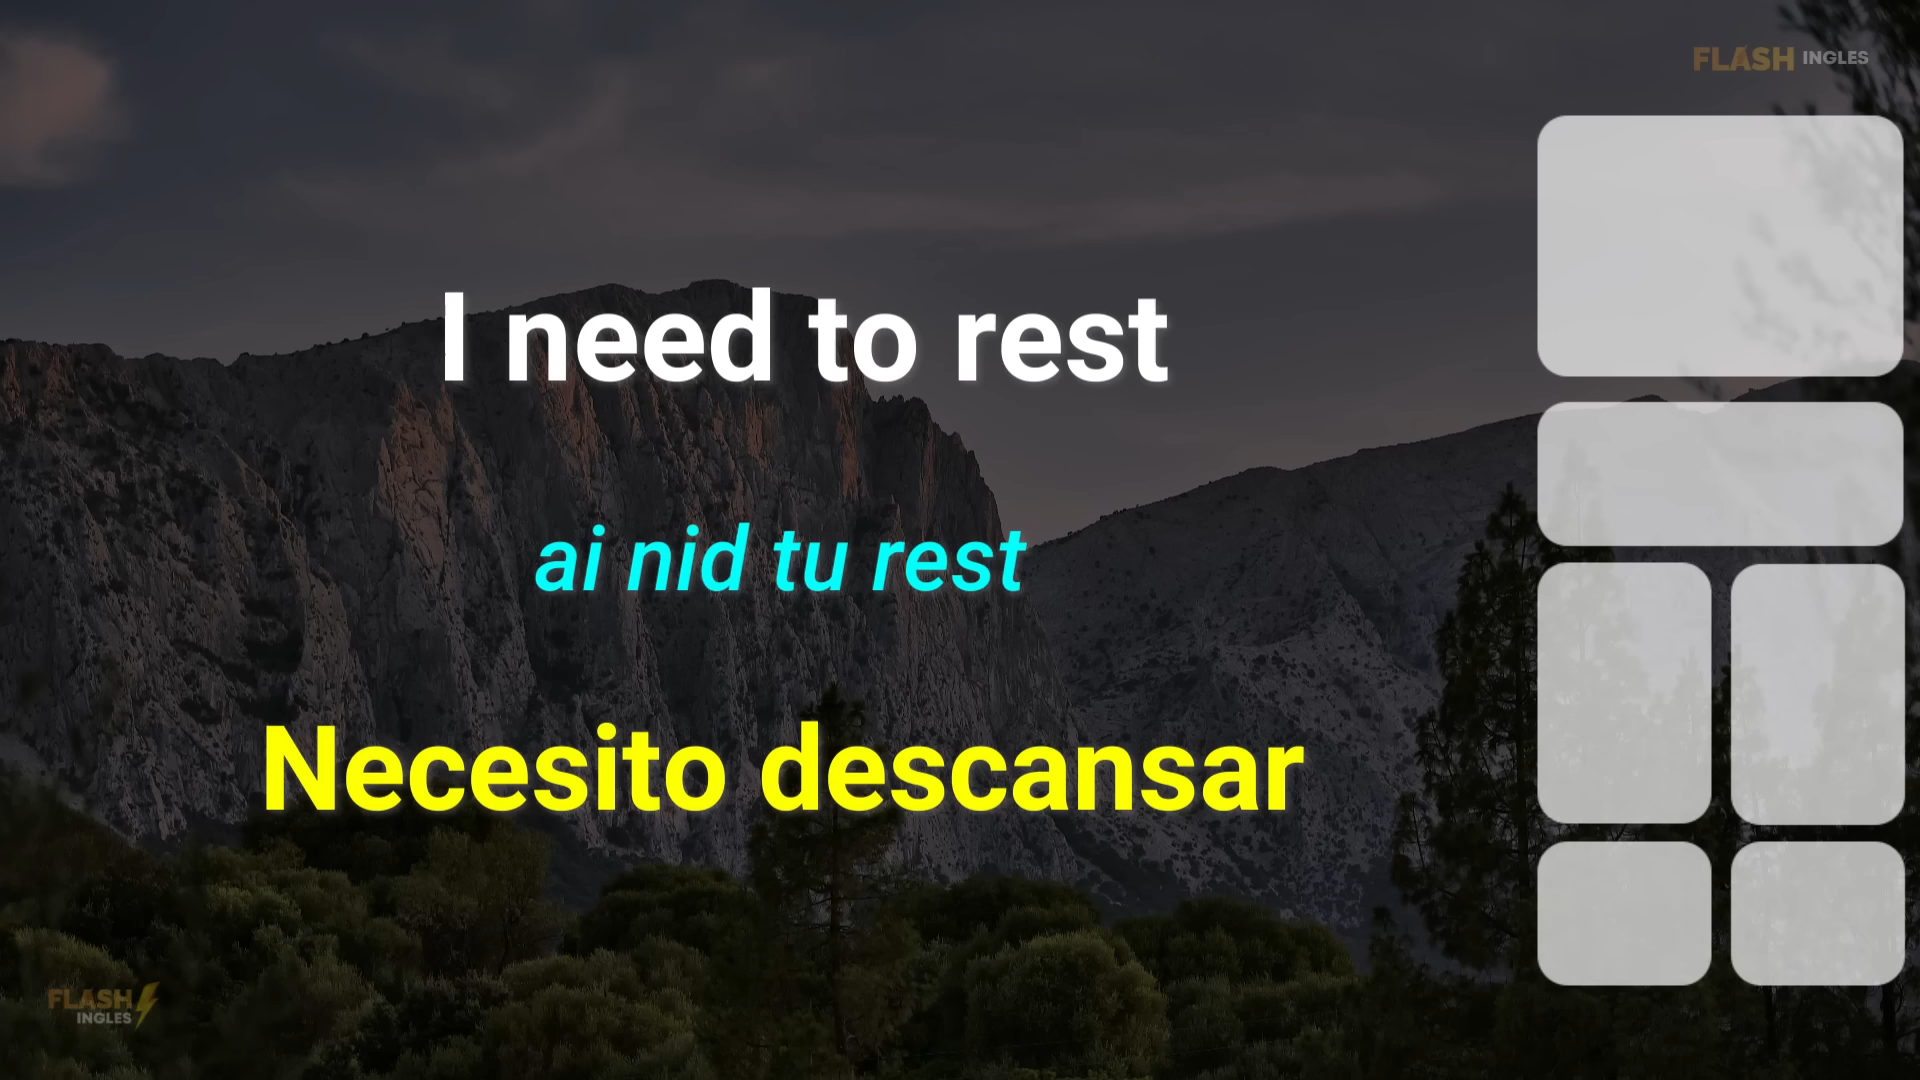 FLASH INGLES
I need to rest
ai nid tu rest
Necesito descansar
FLASH
INGLES